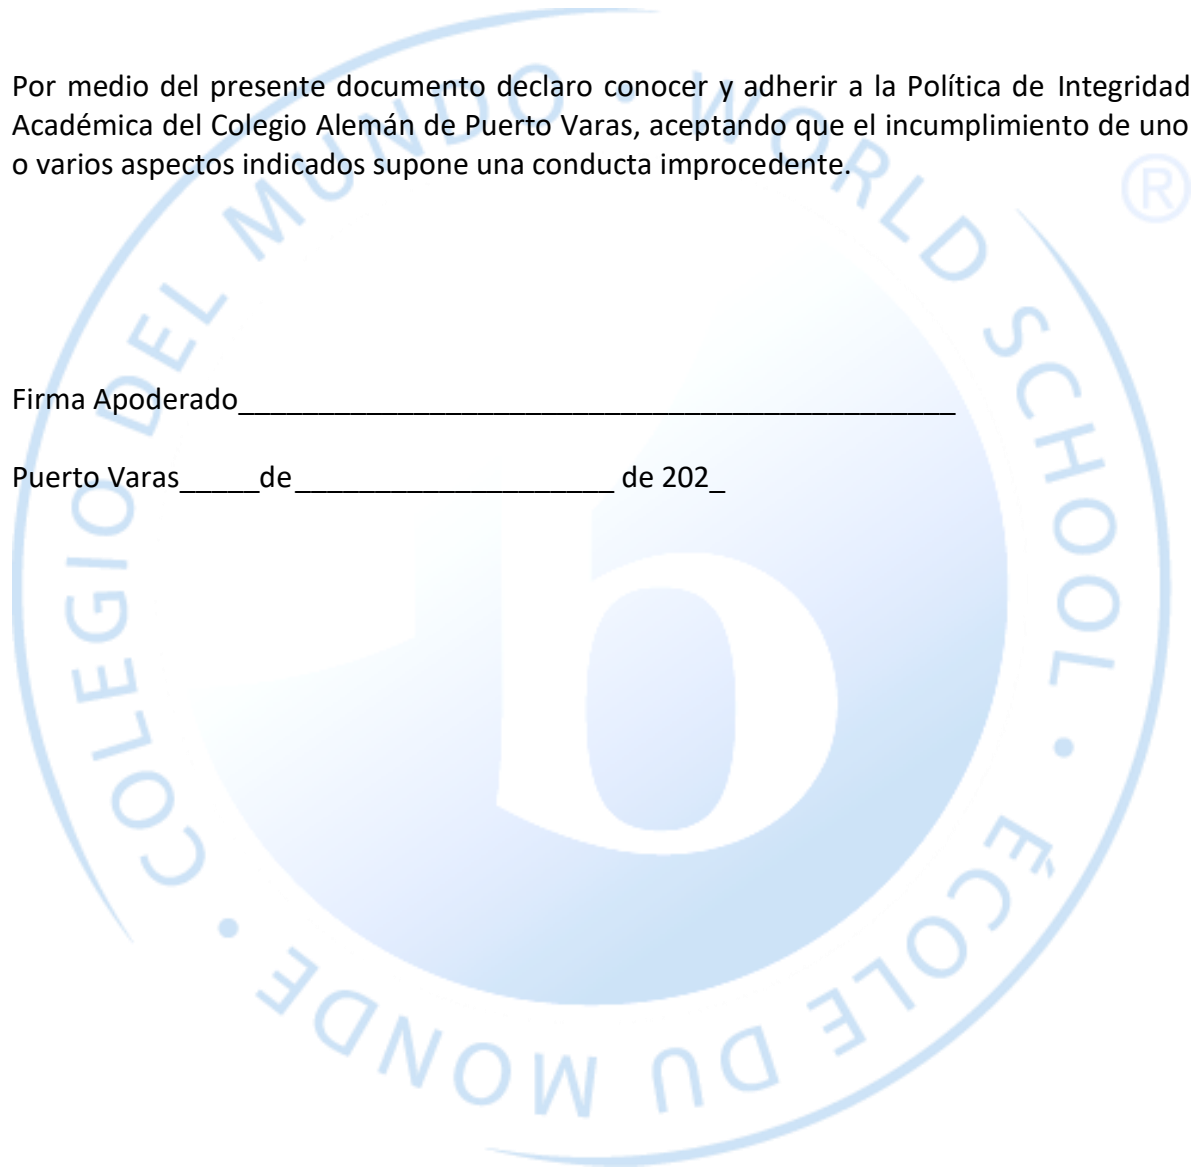 Por medio del presente documento declaro conocer y adherir a la Política de Integridad
Académica del Colegio Alemán de Puerto Varas, aceptando que el incumplimiento de uno
o varios aspectos indicados supone una conducta improcedente.
Firma Apoderado_____________________________________________
Puerto Varas_____de____________________ de 202_
COLEGIO DEL MUNDO • WORLD SCHOOL • ÉCOLE DU MONDE •
®
b